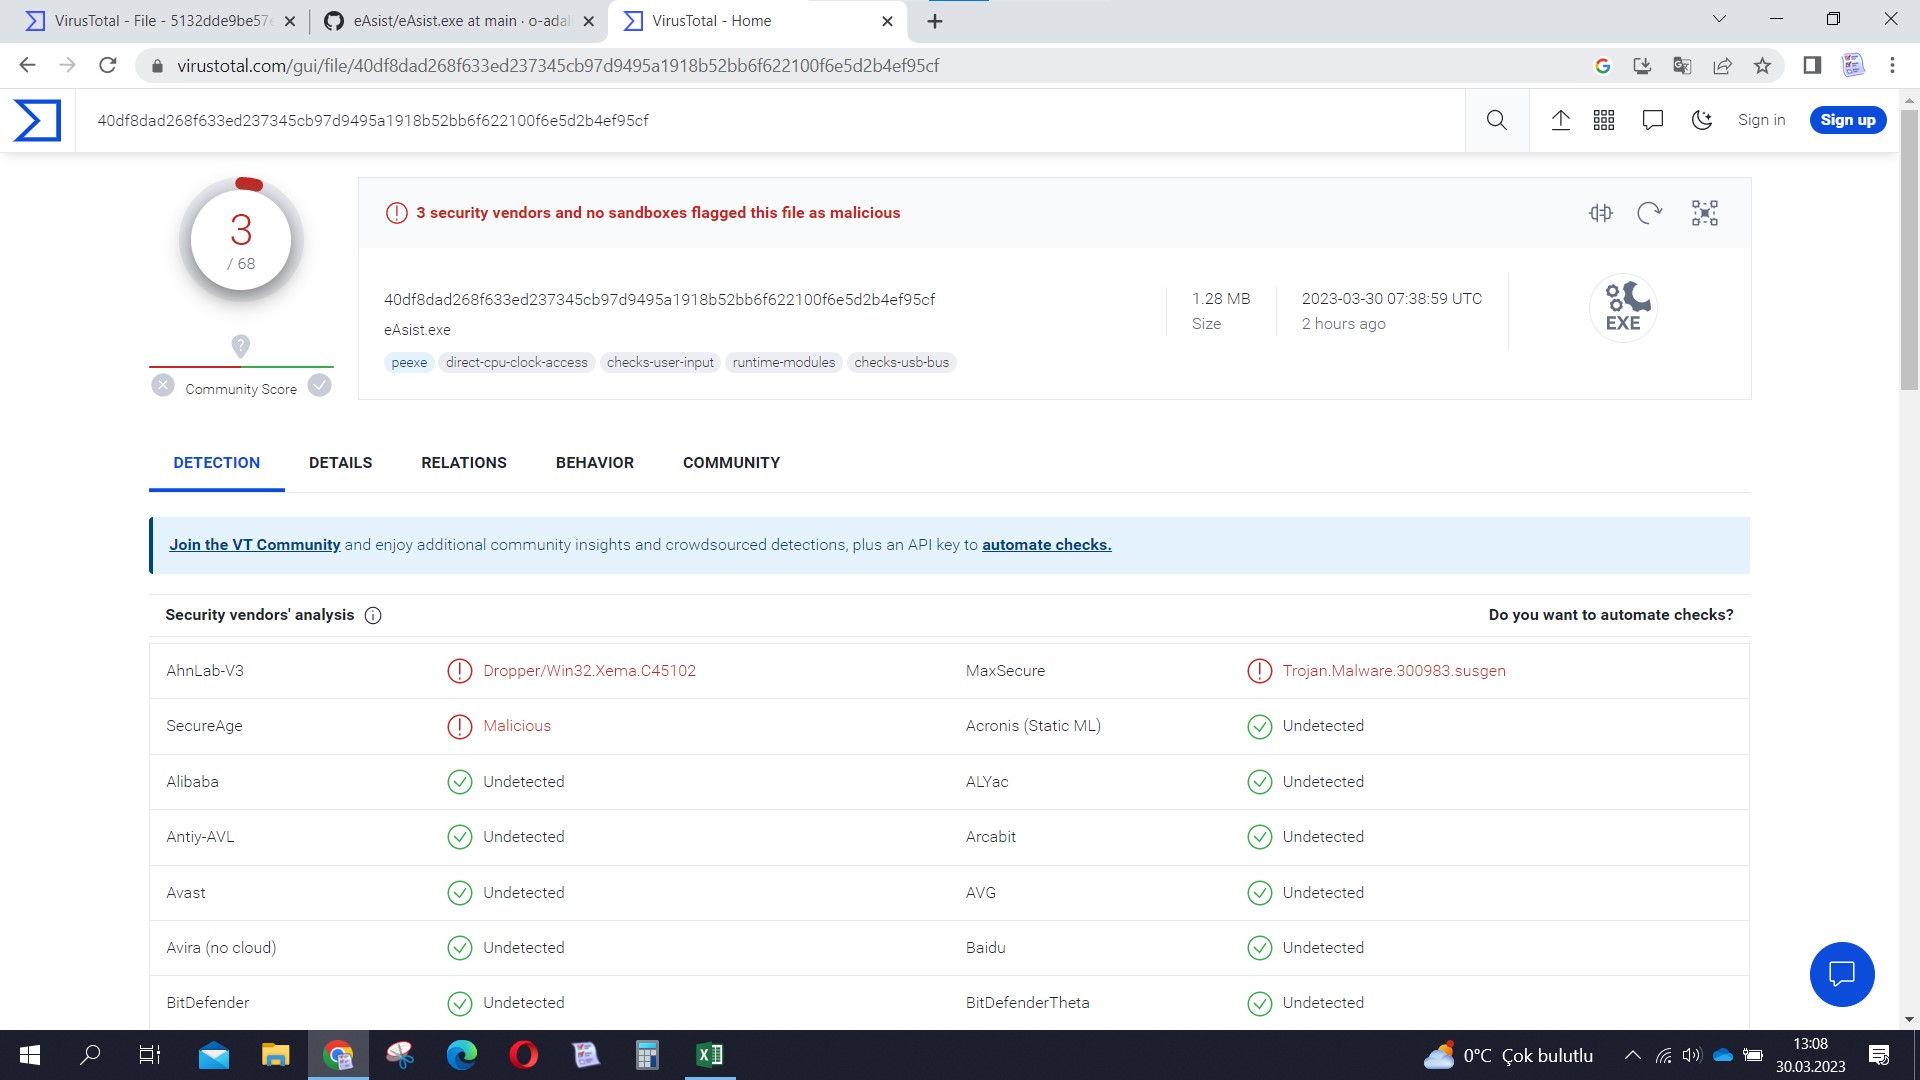 VirusTotal - File - 5132dde9be57e
eAsist/eAsist.exe at main · o-adal
VirusTotal - Home
virustotal.com/gui/file/40df8dad268f633ed237345cb97d9495a1918b52bb6f622100f6e5d2b4ef95cf
40df8dad268f633ed237345cb97d9495a1918b52bb6f622100f6e5d2b4ef95cf
Sign in
Sign up
3
/ 68
Community Score
3 security vendors and no sandboxes flagged this file as malicious
40df8dad268f633ed237345cb97d9495a1918b52bb6f622100f6e5d2b4ef95cf
eAsist.exe
peexe direct-cpu-clock-access checks-user-input runtime-modules checks-usb-bus
1.28 MB
Size
2023-03-30 07:38:59 UTC
2 hours ago
EXE
DETECTION DETAILS RELATIONS BEHAVIOR COMMUNITY
Join the VT Community and enjoy additional community insights and crowdsourced detections, plus an API key to automate checks.
Security vendors' analysis
Do you want to automate checks?
AhnLab-V3 Dropper/Win32.Xema.C45102 MaxSecure Trojan.Malware.300983.susgen
SecureAge Malicious Acronis (Static ML) Undetected
Alibaba Undetected ALYac Undetected
Antiy-AVL Undetected Arcabit Undetected
Avast Undetected AVG Undetected
Avira (no cloud) Undetected Baidu Undetected
BitDefender Undetected BitDefenderTheta Undetected
0°C Çok bulutlu
13:08
30.03.2023